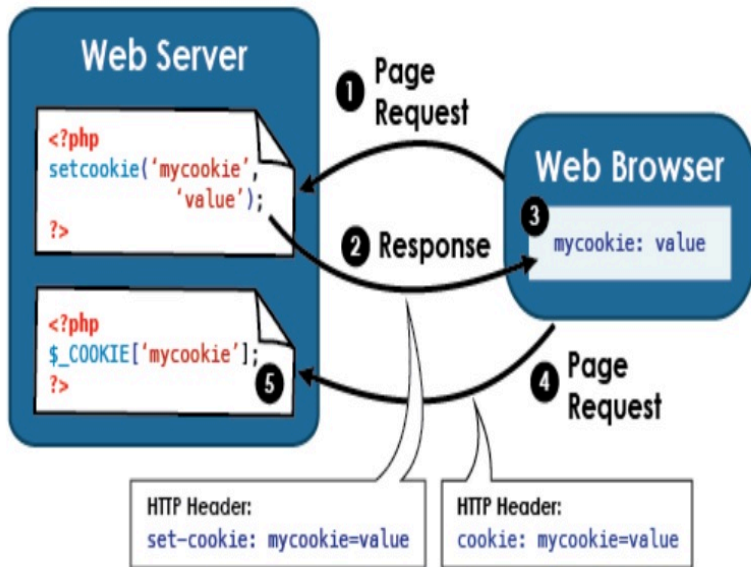 Web Server
<?php
setcookie(‘mycookie’,
‘value’);
?>
1 Page
Request
2 Response
Web Browser
3
mycookie: value
<?php
$_COOKIE[‘mycookie’];
?>
5
4 Page
Request
HTTP Header:
set-cookie: mycookie=value
HTTP Header:
cookie: mycookie=value